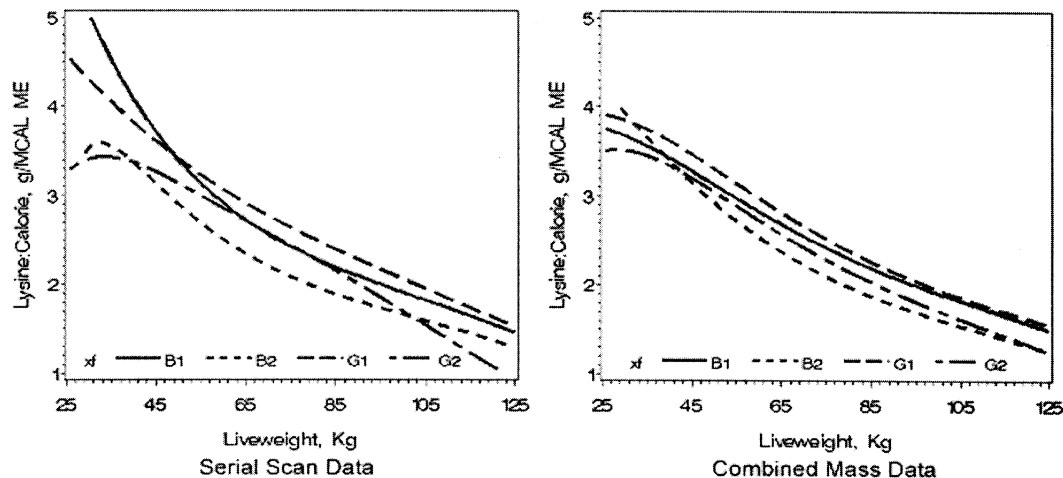 5
4
3
2
1
Lysine:Calorie, g/MCAL ME
xf B1 B2 G1 G2
25 45 65 85 105 125
Liveweight, Kg
Serial Scan Data
5
4
3
2
1
Lysine:Calorie, g/MCAL ME
xf B1 B2 G1 G2
25 45 65 85 105 125
Liveweight, Kg
Combined Mass Data